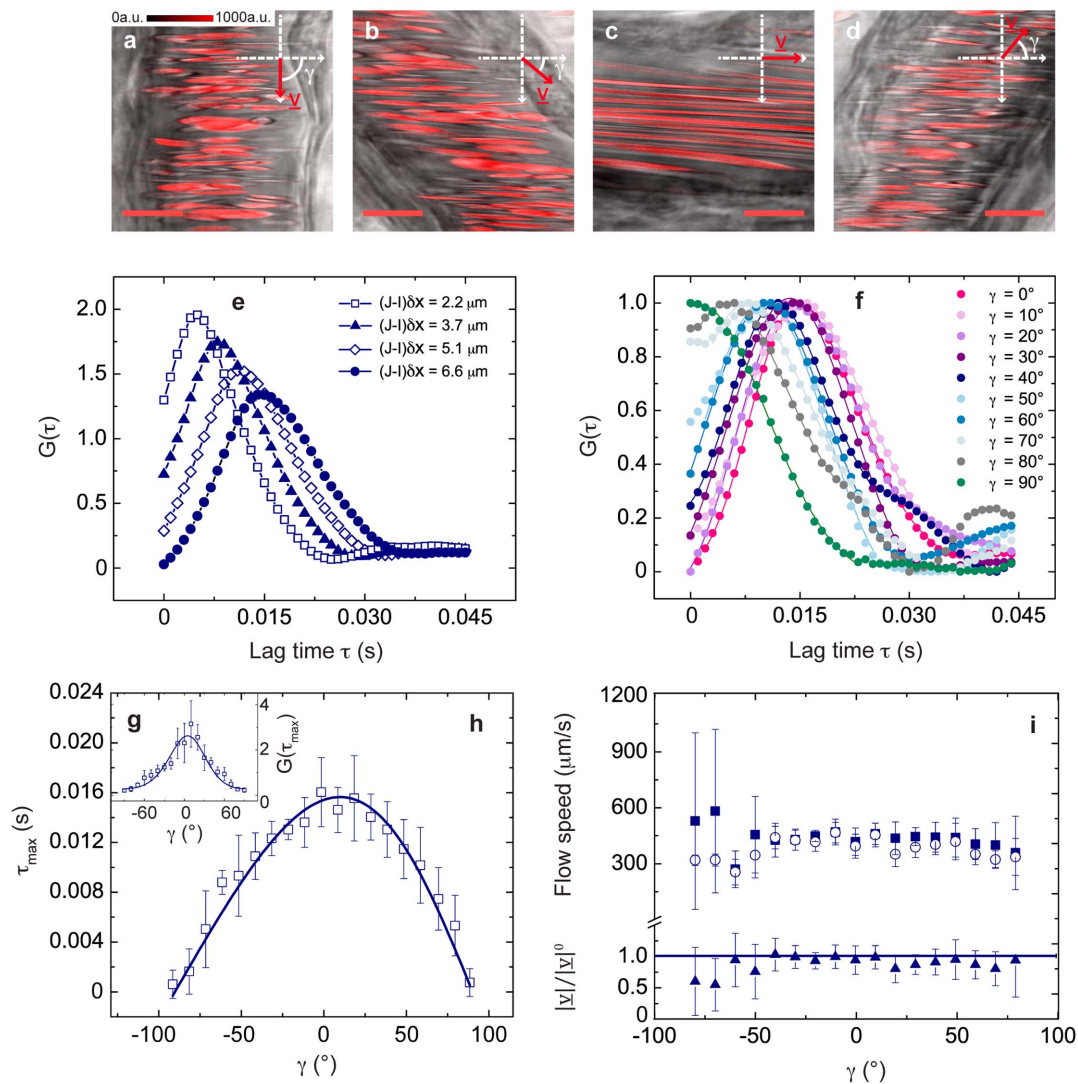 0a.u. 1000a.u.
a
γ
v
b
γ
v
c
v
d
v
γ
e
(J-I)δx = 2.2 μm
(J-I)δx = 3.7 μm
(J-I)δx = 5.1 μm
(J-I)δx = 6.6 μm
2.0
1.5
1.0
0.5
0
G(τ)
0 0.015 0.030 0.045
Lag time τ (s)
f
γ = 0°
γ = 10°
γ = 20°
γ = 30°
γ = 40°
γ = 50°
γ = 60°
γ = 70°
γ = 80°
γ = 90°
1.0
0.8
0.6
0.4
0.2
0
G(τ)
0 0.015 0.030 0.045
Lag time τ (s)
g
4
2
0
G(τmax)
-60 0 60
γ (°)
h
0.024
0.020
0.016
0.012
0.008
0.004
0
τmax (s)
-100 -50 0 50 100
γ (°)
i
1200
900
600
300
Flow speed (μm/s)
1.0
0.5
0
|v|/|v|⁰
-100 -50 0 50 100
γ (°)